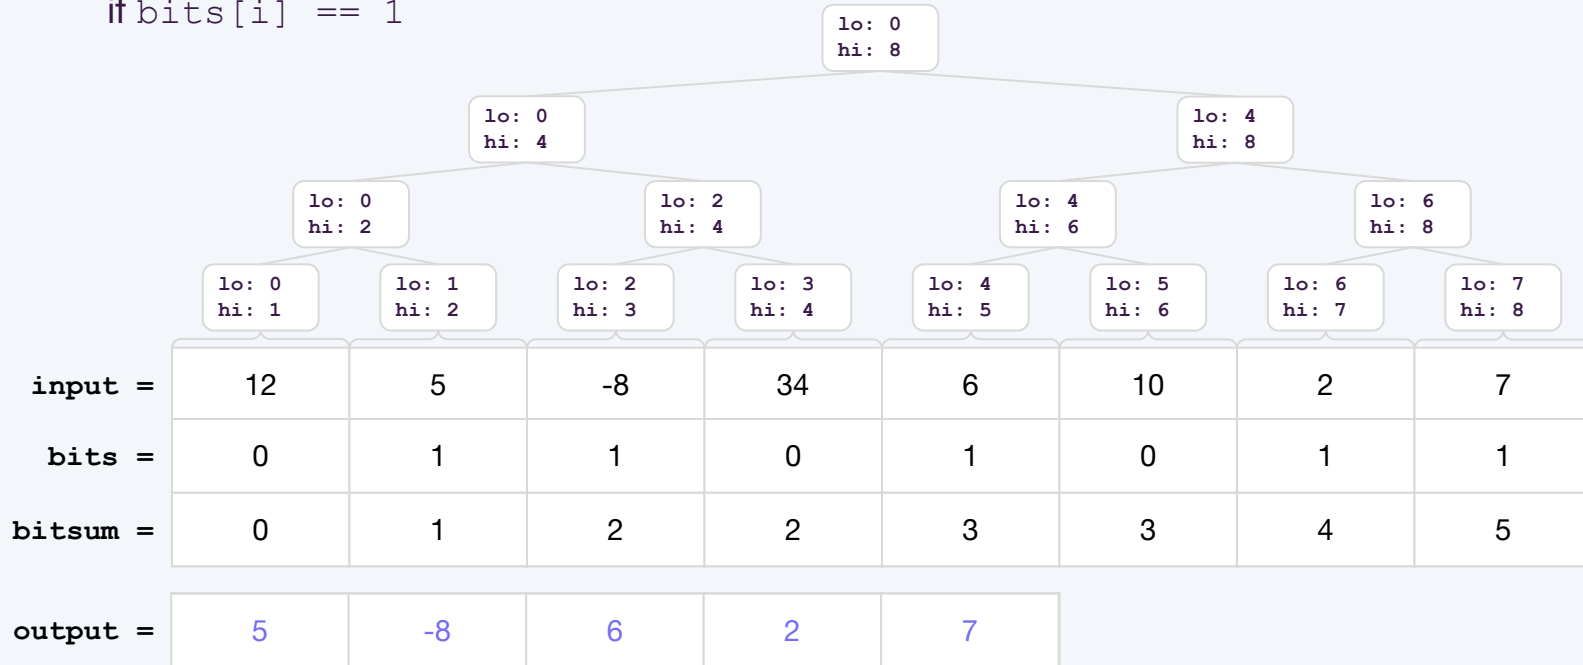 if bits[i] == 1
lo: 0
hi: 8
lo: 0
hi: 4
lo: 4
hi: 8
lo: 0
hi: 2
lo: 2
hi: 4
lo: 4
hi: 6
lo: 6
hi: 8
lo: 0
hi: 1
lo: 1
hi: 2
lo: 2
hi: 3
lo: 3
hi: 4
lo: 4
hi: 5
lo: 5
hi: 6
lo: 6
hi: 7
lo: 7
hi: 8
input = 12 5 -8 34 6 10 2 7
bits = 0 1 1 0 1 0 1 1
bitsum = 0 1 2 2 3 3 4 5
output = 5 -8 6 2 7